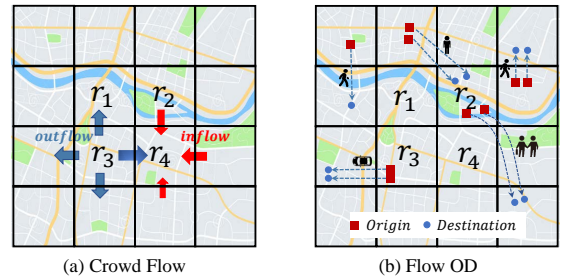 r₁
r₂
outflow
inflow
r₃
r₄
(a) Crowd Flow
r₁
r₂
r₃
r₄
Origin
Destination
(b) Flow OD